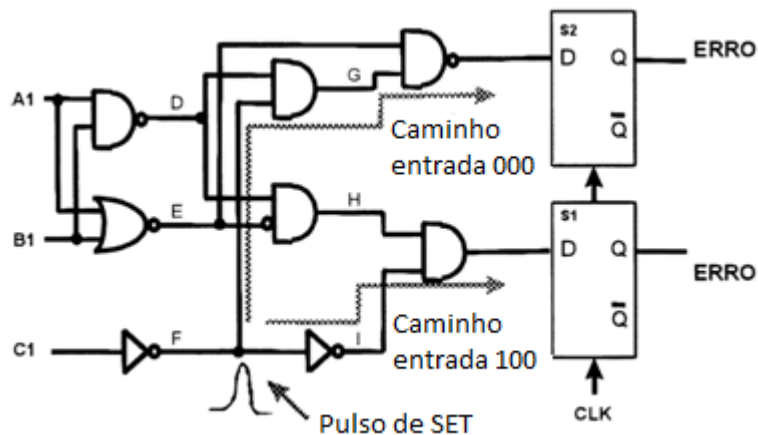 S2
D Q
Q
ERRO
A1
D
G
Caminho
entrada 000
B1
E
H
S1
D Q
Q
ERRO
Caminho
entrada 100
C1
F
I
CLK
Pulso de SET